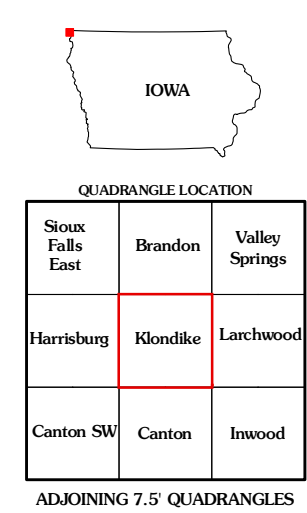 IOWA
QUADRANGLE LOCATION
Sioux
Falls
East
Brandon
Valley
Springs
Harrisburg
Klondike
Larchwood
Canton SW
Canton
Inwood
ADJOINING 7.5' QUADRANGLES